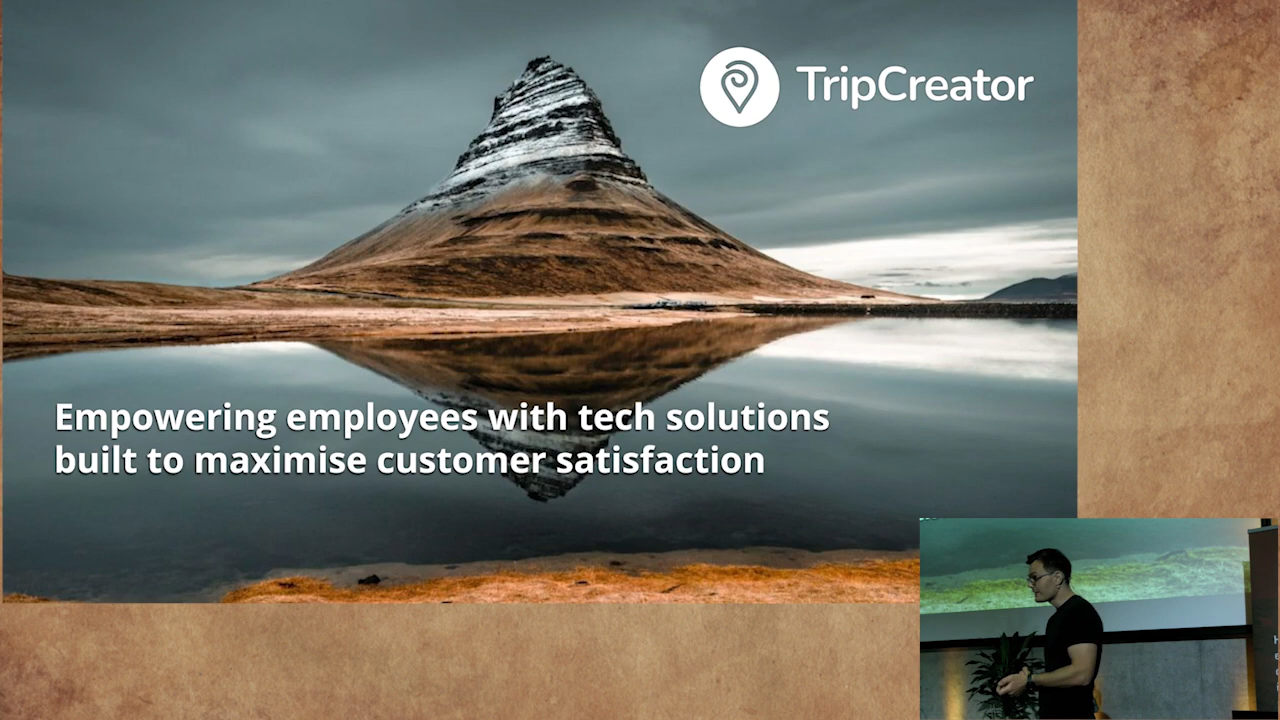 TripCreator
Empowering employees with tech solutions
built to maximise customer satisfaction